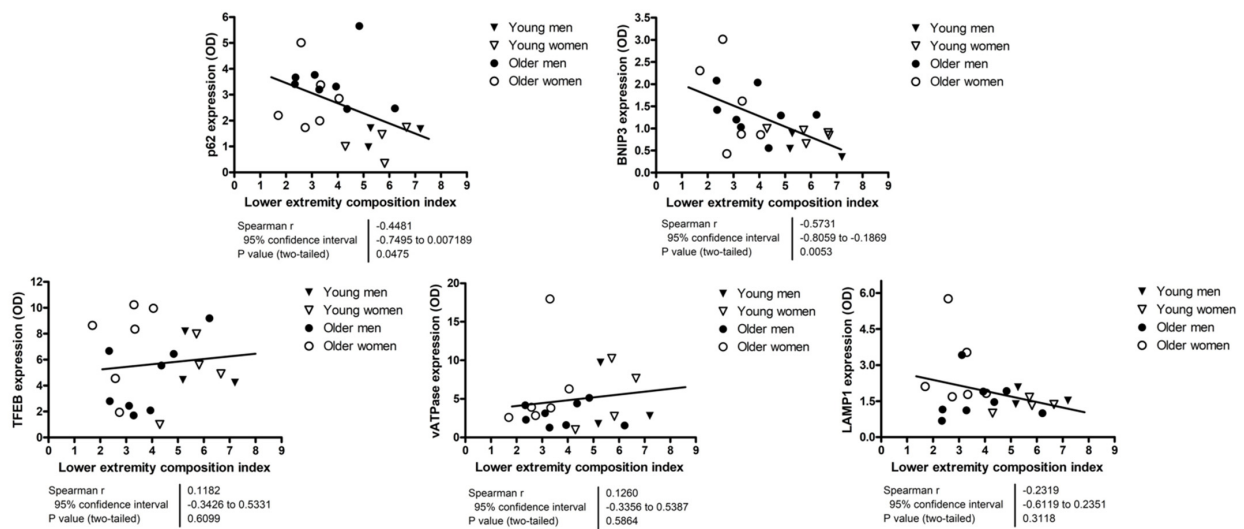 p62 expression (OD)
6
5
4
3
2
1
0
0 1 2 3 4 5 6 7 8 9
Lower extremity composition index
Young men
Young women
Older men
Older women
Spearman r -0.4481
95% confidence interval -0.7495 to 0.007189
P value (two-tailed) 0.0475
BNIP3 expression (OD)
3.5
3.0
2.5
2.0
1.5
1.0
0.5
0.0
0 1 2 3 4 5 6 7 8 9
Lower extremity composition index
Young men
Young women
Older men
Older women
Spearman r -0.5731
95% confidence interval -0.8059 to -0.1869
P value (two-tailed) 0.0053
TFEB expression (OD)
12
10
8
6
4
2
0
0 1 2 3 4 5 6 7 8 9
Lower extremity composition index
Young men
Young women
Older men
Older women
Spearman r 0.1182
95% confidence interval -0.3426 to 0.5331
P value (two-tailed) 0.6099
vATPase expression (OD)
20
15
10
5
0
0 1 2 3 4 5 6 7 8 9
Lower extremity composition index
Young men
Young women
Older men
Older women
Spearman r 0.1260
95% confidence interval -0.3356 to 0.5387
P value (two-tailed) 0.5864
LAMP1 expression (OD)
6.0
4.5
3.0
1.5
0.0
0 1 2 3 4 5 6 7 8 9
Lower extremity composition index
Young men
Young women
Older men
Older women
Spearman r -0.2319
95% confidence interval -0.6119 to 0.2351
P value (two-tailed) 0.3118